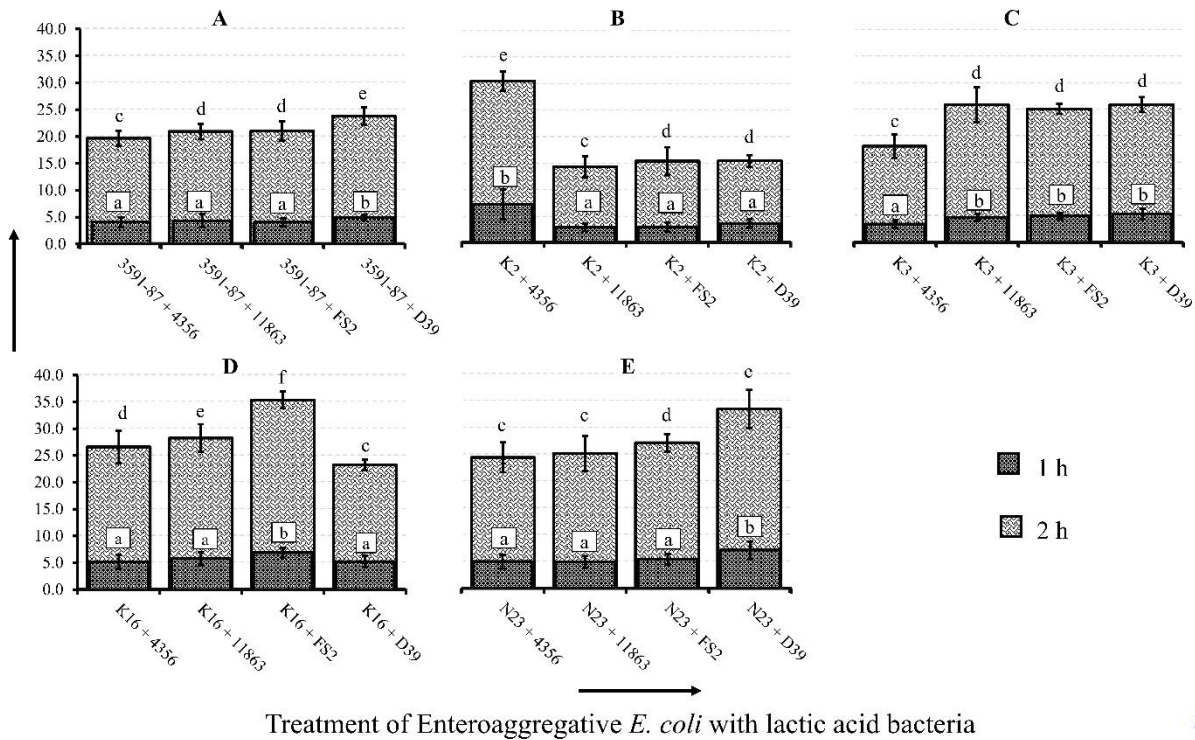 A
40.0
35.0
30.0
25.0
20.0
15.0
10.0
5.0
0.0
c
d
d
e
a
a
a
b
3591-87 + 4356
3591-87 + 11863
3591-87 + FS2
3591-87 + D39
B
e
c
d
d
b
a
a
a
K2 + 4356
K2 + 11863
K2 + FS2
K2 + D39
C
c
d
d
d
a
b
b
b
K3 + 4356
K3 + 11863
K3 + FS2
K3 + D39
D
40.0
35.0
30.0
25.0
20.0
15.0
10.0
5.0
0.0
d
e
f
c
a
a
b
a
K16 + 4356
K16 + 11863
K16 + FS2
K16 + D39
E
c
c
d
e
a
a
a
b
N23 + 4356
N23 + 11863
N23 + FS2
N23 + D39
1 h
2 h
Treatment of Enteroaggregative E. coli with lactic acid bacteria